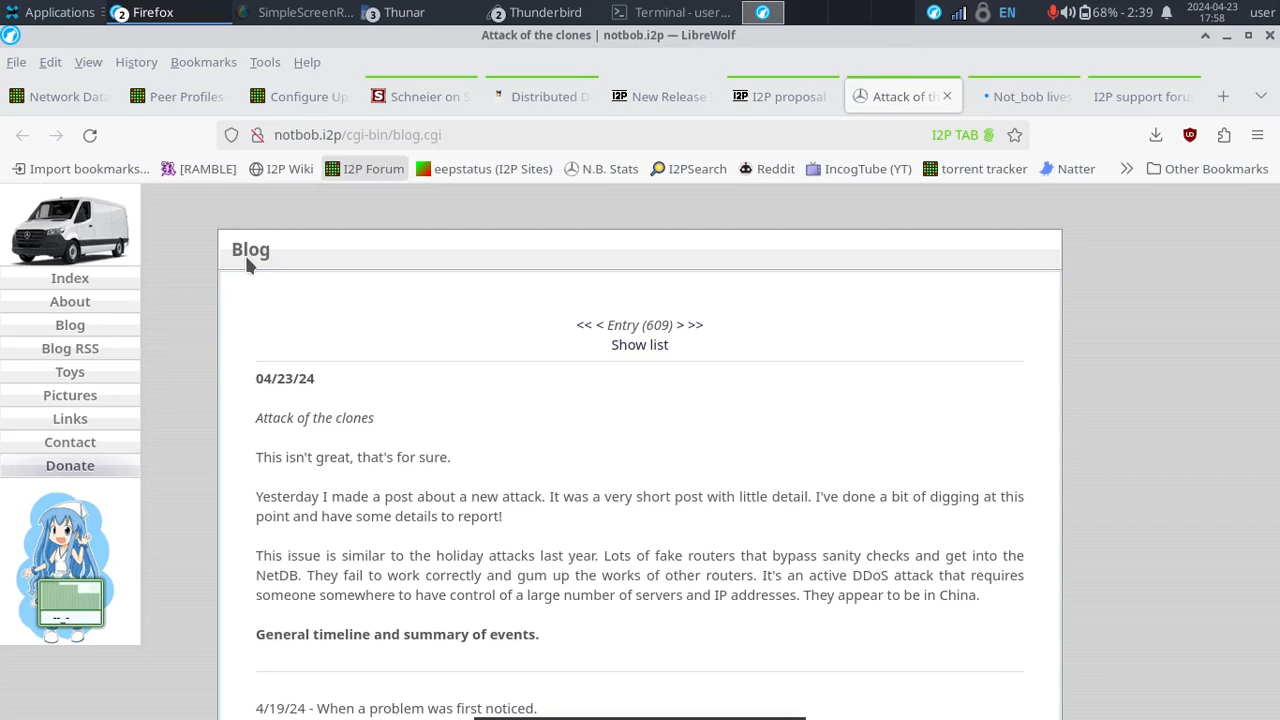 Applications
2 Firefox
SimpleScreenR...
3 Thunar
2 Thunderbird
Terminal - user...
EN
68% - 2:39
2024-04-23
17:58
user
Attack of the clones | notbob.i2p — LibreWolf
File Edit View History Bookmarks Tools Help
Network Data
Peer Profiles
Configure Up
S Schneier on S
Distributed D
I2P New Release
I2P I2P proposal
Attack of th
Not_bob lives
I2P support foru
notbob.i2p/cgi-bin/blog.cgi
I2P TAB
Import bookmarks...
[RAMBLE]
I2P Wiki
I2P Forum
eepstatus (I2P Sites)
N.B. Stats
I2PSearch
Reddit
IncogTube (YT)
torrent tracker
Natter
Other Bookmarks
Index
About
Blog
Blog RSS
Toys
Pictures
Links
Contact
Donate
Blog
<< < Entry (609) > >>
Show list
04/23/24
Attack of the clones
This isn't great, that's for sure.
Yesterday I made a post about a new attack. It was a very short post with little detail. I've done a bit of digging at this
point and have some details to report!
This issue is similar to the holiday attacks last year. Lots of fake routers that bypass sanity checks and get into the
NetDB. They fail to work correctly and gum up the works of other routers. It's an active DDoS attack that requires
someone somewhere to have control of a large number of servers and IP addresses. They appear to be in China.
General timeline and summary of events.
4/19/24 - When a problem was first noticed.